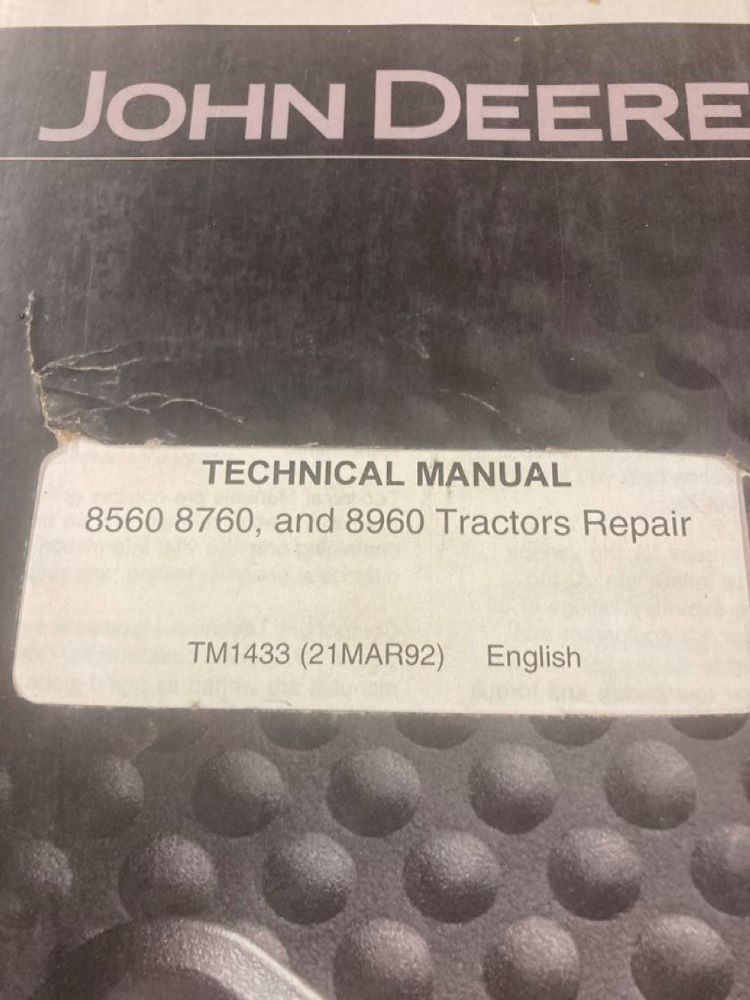 JOHN DEERE
TECHNICAL MANUAL
8560 8760, and 8960 Tractors Repair
TM1433 (21MAR92) English